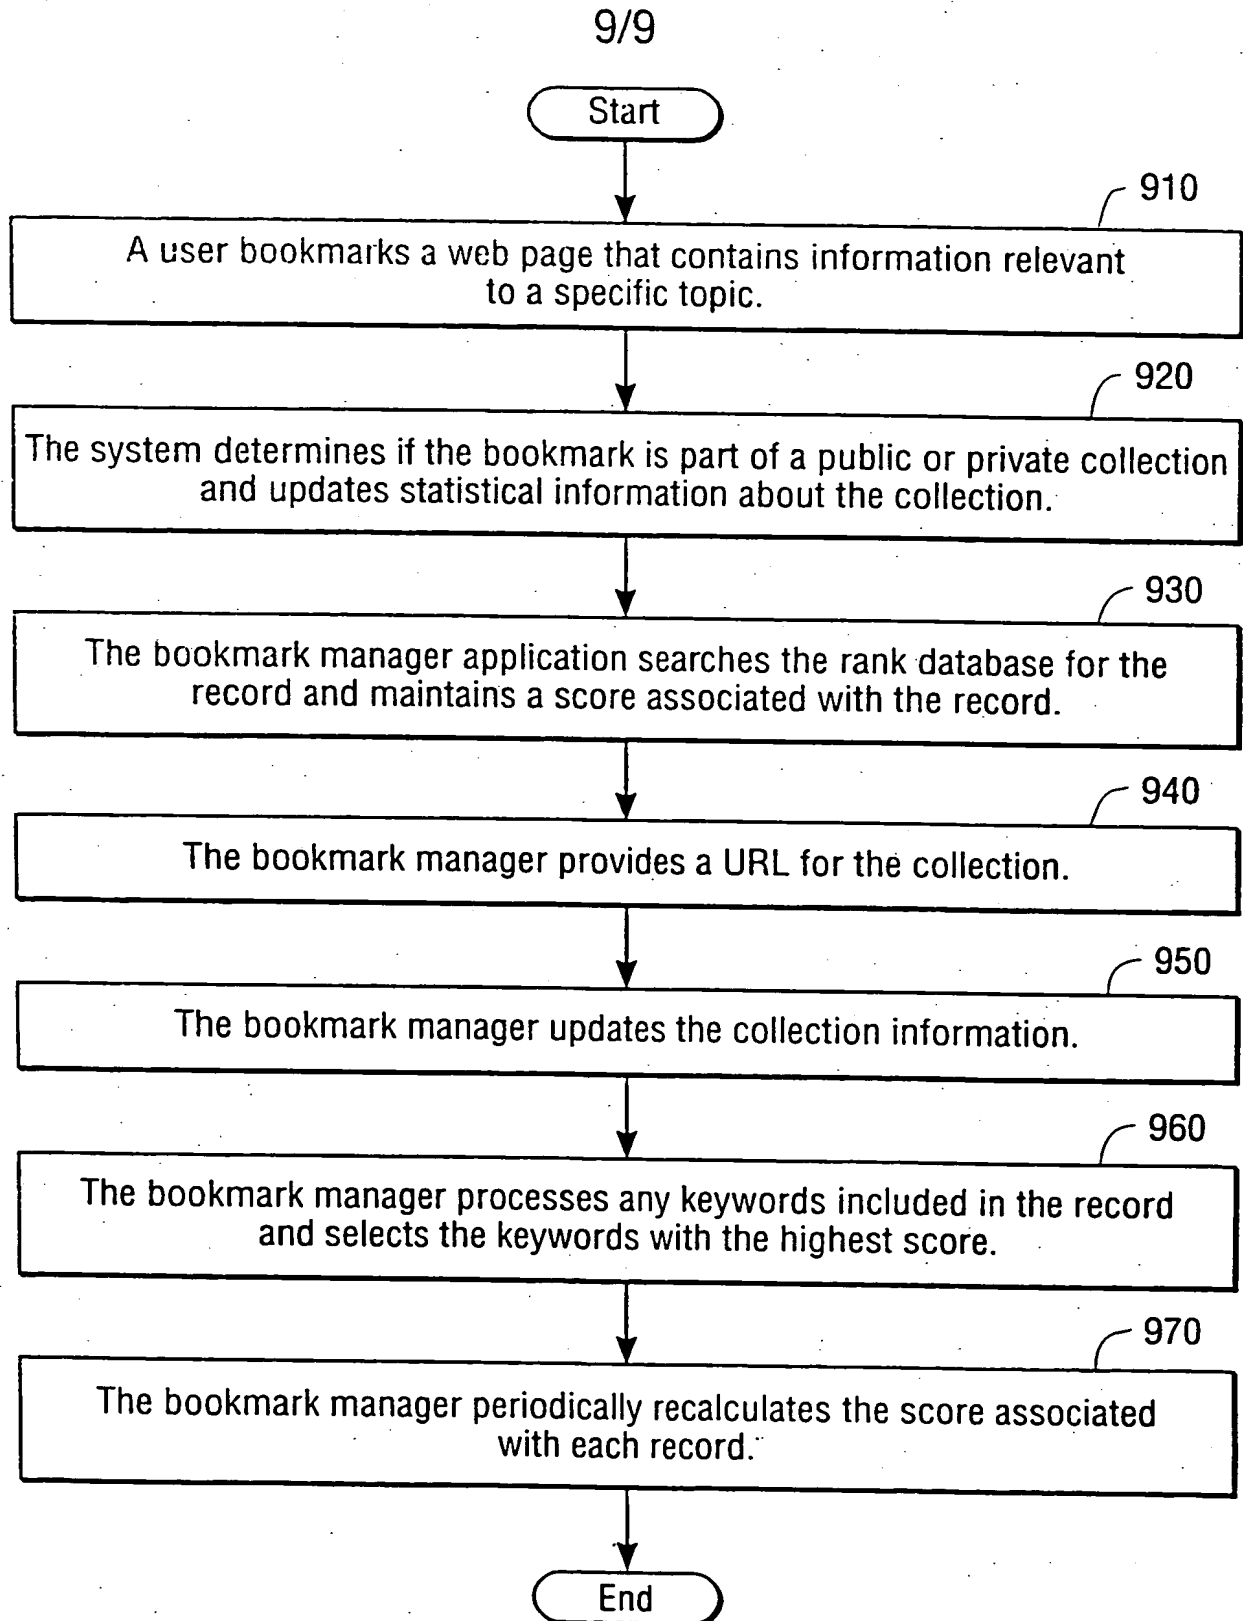 9/9
Start
910
A user bookmarks a web page that contains information relevant
to a specific topic.
920
The system determines if the bookmark is part of a public or private collection
and updates statistical information about the collection.
930
The bookmark manager application searches the rank database for the
record and maintains a score associated with the record.
940
The bookmark manager provides a URL for the collection.
950
The bookmark manager updates the collection information.
960
The bookmark manager processes any keywords included in the record
and selects the keywords with the highest score.
970
The bookmark manager periodically recalculates the score associated
with each record.
End